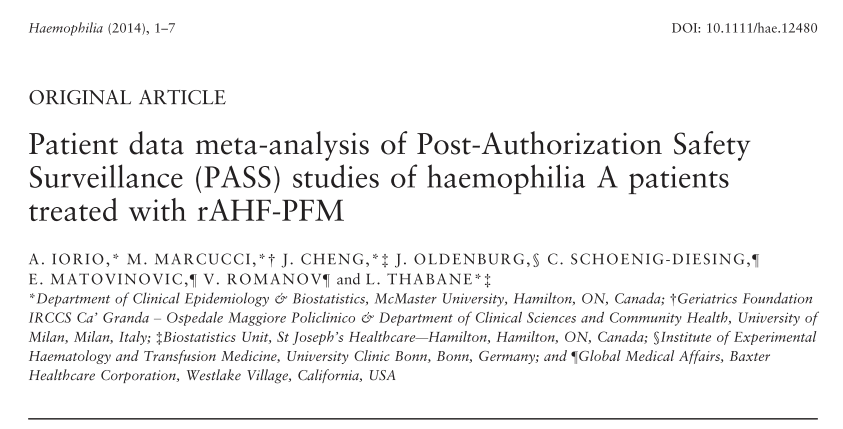 Haemophilia (2014), 1–7
DOI: 10.1111/hae.12480
ORIGINAL ARTICLE
Patient data meta-analysis of Post-Authorization Safety
Surveillance (PASS) studies of haemophilia A patients
treated with rAHF-PFM
A. IORIO,* M. MARCUCCI,*† J. CHENG,*‡ J. OLDENBURG,§ C. SCHOENIG-DIESING,¶
E. MATOVINOVIC,¶ V. ROMANOV¶ and L. THABANE*‡
*Department of Clinical Epidemiology & Biostatistics, McMaster University, Hamilton, ON, Canada; †Geriatrics Foundation
IRCCS Ca’ Granda – Ospedale Maggiore Policlinico & Department of Clinical Sciences and Community Health, University of
Milan, Milan, Italy; ‡Biostatistics Unit, St Joseph’s Healthcare—Hamilton, Hamilton, ON, Canada; §Institute of Experimental
Haematology and Transfusion Medicine, University Clinic Bonn, Bonn, Germany; and ¶Global Medical Affairs, Baxter
Healthcare Corporation, Westlake Village, California, USA